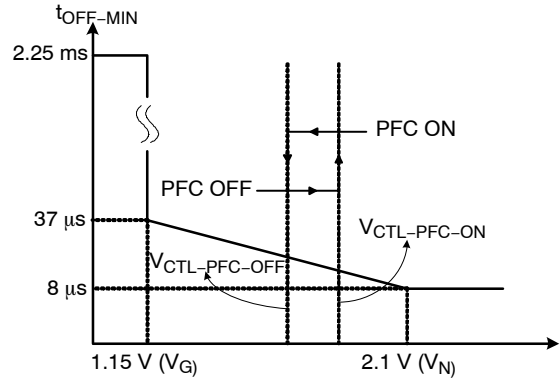 tOFF−MIN
2.25 ms
PFC ON
PFC OFF
37 μs
VCTL−PFC−ON
VCTL−PFC−OFF
8 μs
1.15 V (VG)
2.1 V (VN)